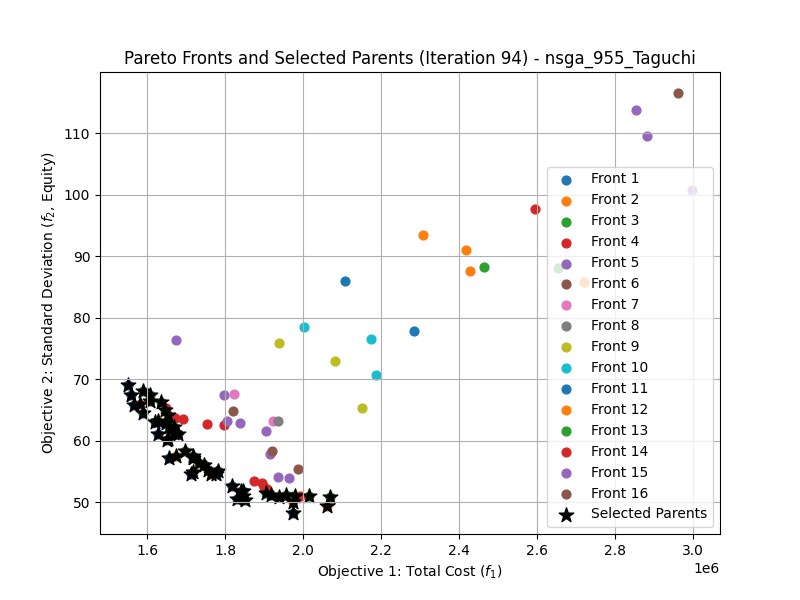 Pareto Fronts and Selected Parents (Iteration 94) - nsga_955_Taguchi
Objective 2: Standard Deviation (f₂, Equity)
110
100
90
80
70
60
50
Front 1
Front 2
Front 3
Front 4
Front 5
Front 6
Front 7
Front 8
Front 9
Front 10
Front 11
Front 12
Front 13
Front 14
Front 15
Front 16
Selected Parents
1.6 1.8 2.0 2.2 2.4 2.6 2.8 3.0
1e6
Objective 1: Total Cost (f₁)